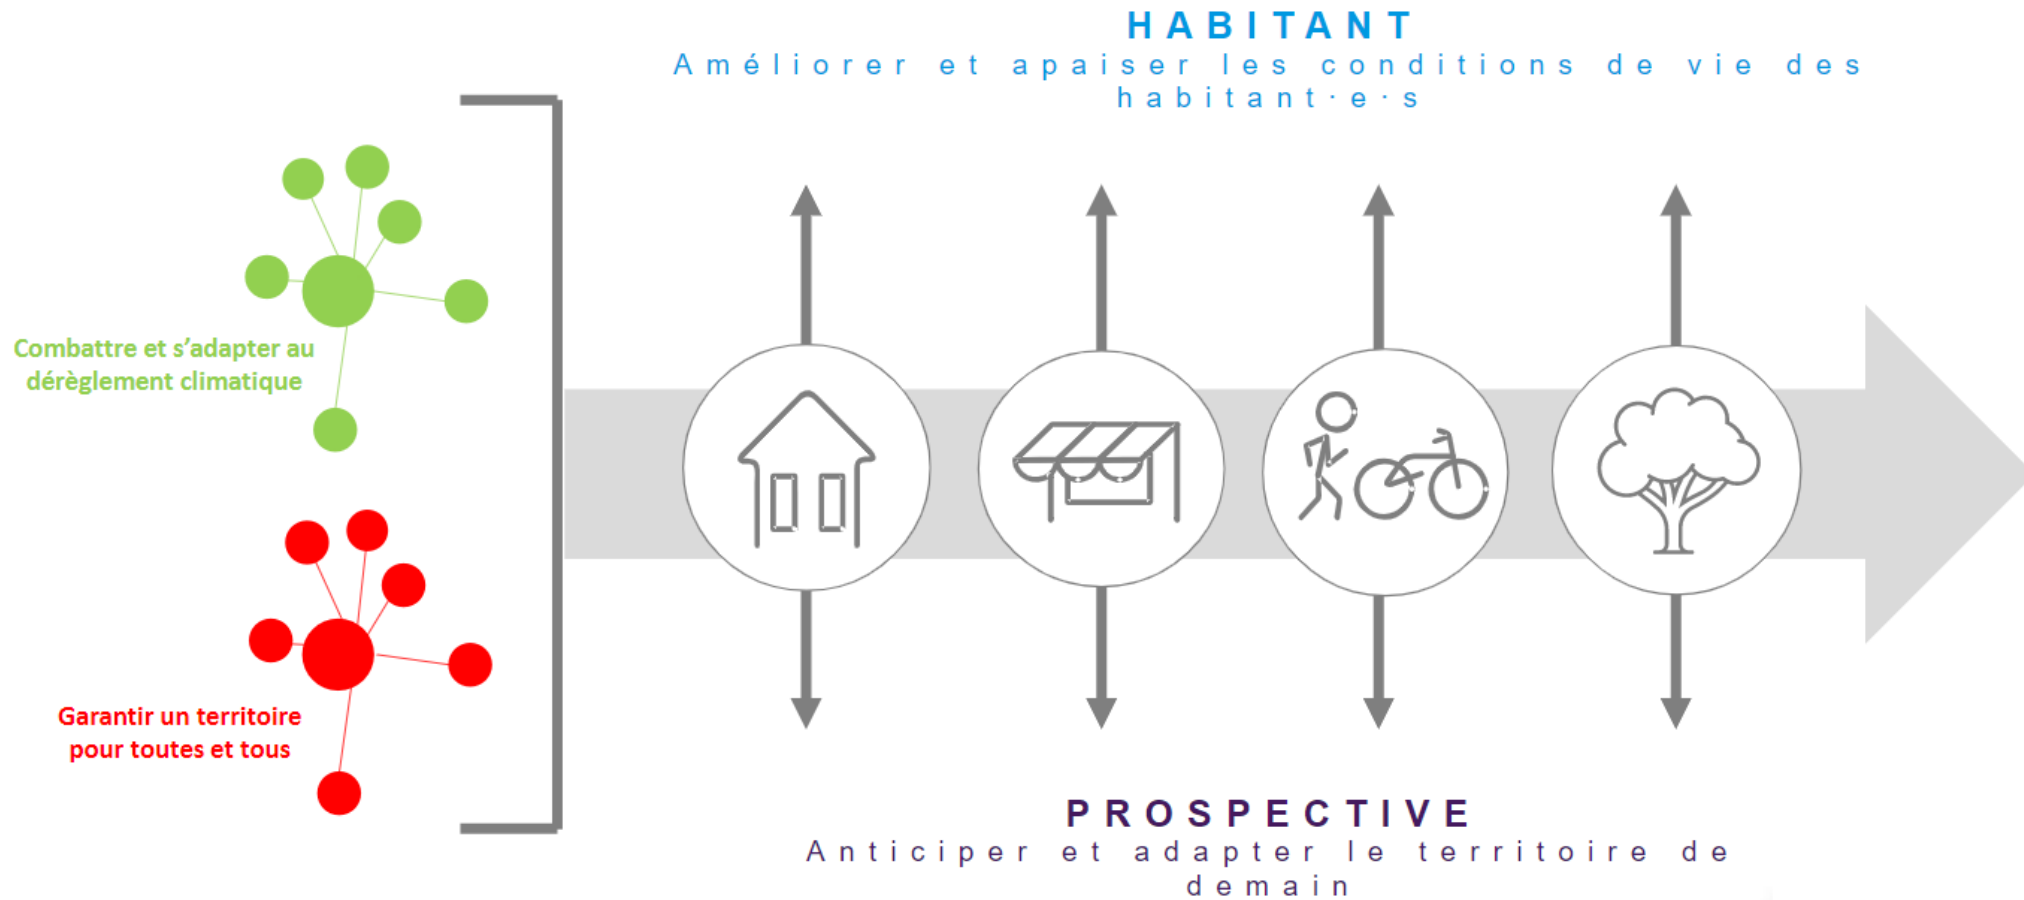 HABITANT
Améliorer et apaiser les conditions de vie des
habitant·e·s
Combattre et s’adapter au
dérèglement climatique
Garantir un territoire
pour toutes et tous
PROSPECTIVE
Anticiper et adapter le territoire de
demain